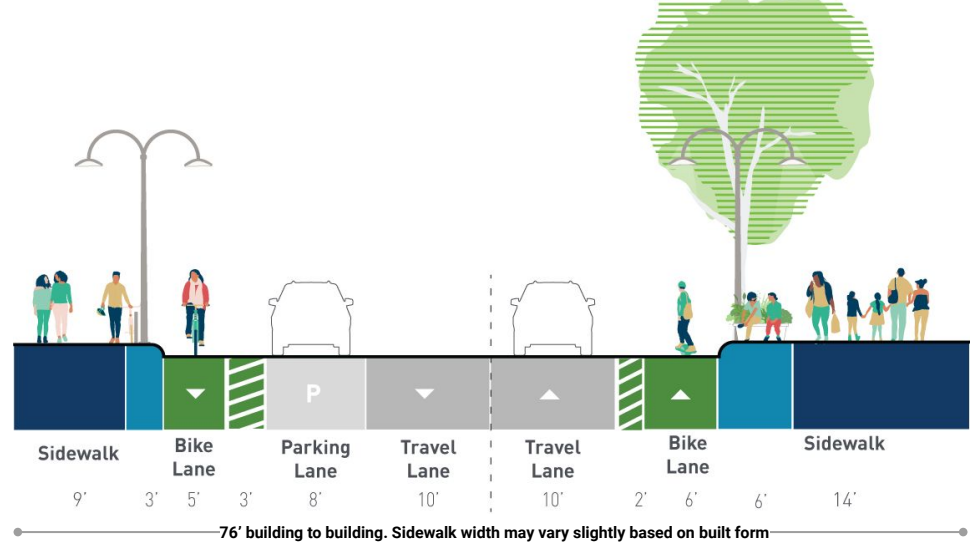 P
Sidewalk
Bike
Lane
Parking
Lane
Travel
Lane
Travel
Lane
Bike
Lane
Sidewalk
9’ 3’ 5’ 3’ 8’ 10’ 10’ 2’ 6’ 6’ 14’
76’ building to building. Sidewalk width may vary slightly based on built form